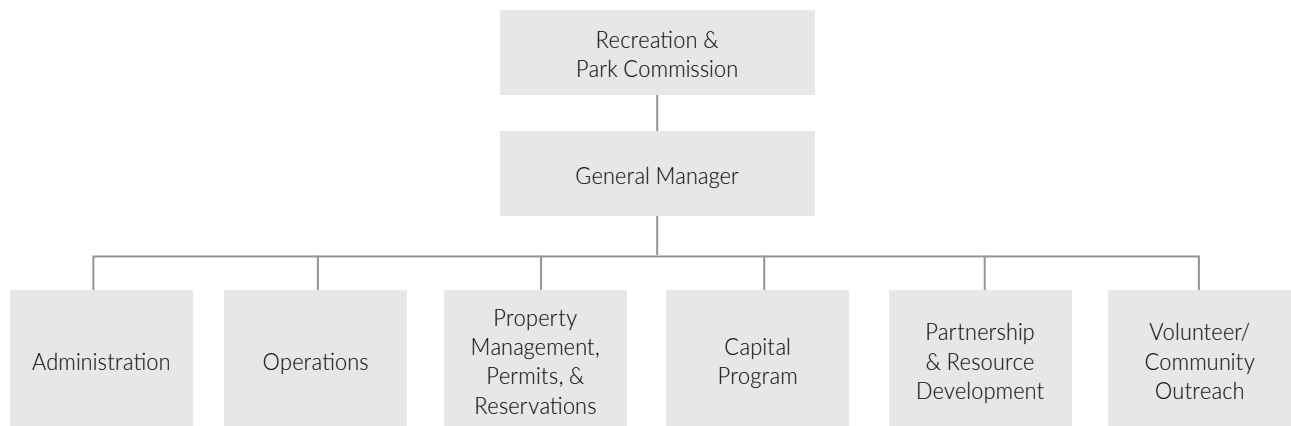 Recreation &
Park Commission
General Manager
Administration
Operations
Property
Management,
Permits, &
Reservations
Capital
Program
Partnership
& Resource
Development
Volunteer/
Community
Outreach